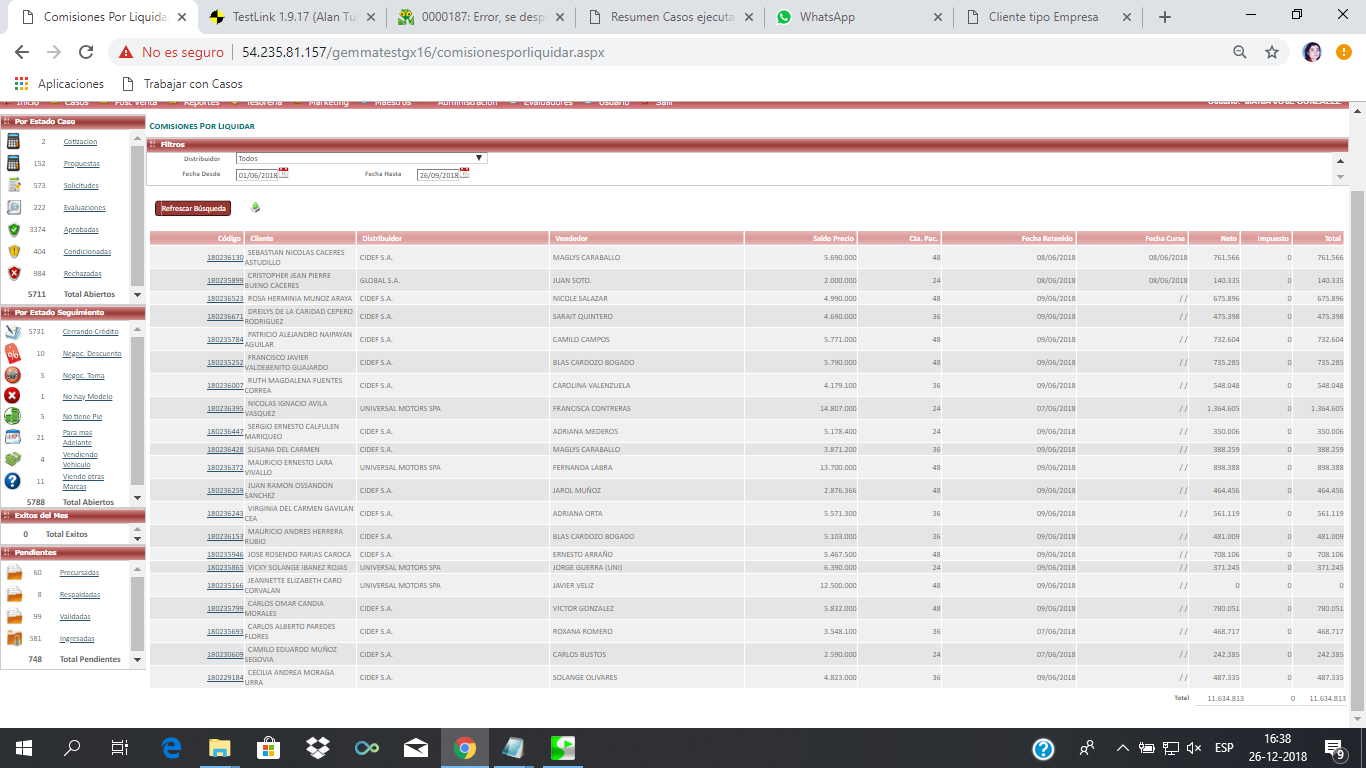 Comisiones Por Liquida
TestLink 1.9.17 (Alan Tu
0000187: Error, se despl
Resumen Casos ejecuta
WhatsApp
Cliente tipo Empresa
No es seguro | 54.235.81.157/gemmatestgx16/comisionesporliquidar.aspx
Aplicaciones Trabajar con Casos
Inicio Casos Post Venta Reportes Tesoreria Marketing Maestros Administracion Evaluadores Usuario Salir Usuario: MARIA JOSE GONZALEZ
Por Estado Caso
2 Cotizacion
152 Propuestas
573 Solicitudes
222 Evaluaciones
3374 Aprobadas
404 Condicionadas
984 Rechazadas
5711 Total Abiertos
Por Estado Seguimiento
5731 Cerrando Crédito
10 Negoc. Descuento
5 Negoc. Toma
1 No hay Modelo
5 No tiene Pie
21 Para mas Adelante
4 Vendiendo Vehiculo
11 Viendo otras Marcas
5788 Total Abiertos
Exitos del Mes
0 Total Exitos
Pendientes
60 Precursadas
8 Respaldadas
99 Validadas
581 Ingresadas
748 Total Pendientes
COMISIONES POR LIQUIDAR
Filtros
Distribuidor Todos
Fecha Desde 01/06/2018 Fecha Hasta 26/09/2018
Refrescar Búsqueda
Código Cliente Distribuidor Vendedor Saldo Precio Cta. Pac. Fecha Retenido Fecha Curse Neto Impuesto Total
180236130 SEBASTIAN NICOLAS CACERES ASTUDILLO CIDEF S.A. MAGLYS CARABALLO 5.690.000 48 08/06/2018 08/06/2018 761.566 0 761.566
180235899 CRISTOPHER JEAN PIERRE BUENO CACERES GLOBAL S.A. JUAN SOTO. 2.000.000 24 08/06/2018 08/06/2018 140.335 0 140.335
180236523 ROSA HERMINIA MUNOZ ARAYA CIDEF S.A. NICOLE SALAZAR 4.990.000 48 09/06/2018 / / 675.896 0 675.896
180236671 DREILYS DE LA CARIDAD CEPERO RODRIGUEZ CIDEF S.A. SARAIT QUINTERO 4.690.000 36 09/06/2018 / / 475.398 0 475.398
180235784 PATRICIO ALEJANDRO NAIPAYAN AGUILAR CIDEF S.A. CAMILO CAMPOS 5.771.000 48 09/06/2018 / / 732.604 0 732.604
180235252 FRANCISCO JAVIER VALDEBENITO GUAJARDO CIDEF S.A. BLAS CARDOZO BOGADO 5.790.000 48 09/06/2018 / / 735.285 0 735.285
180236007 RUTH MAGDALENA FUENTES CORREA CIDEF S.A. CAROLINA VALENZUELA 4.179.100 36 09/06/2018 / / 548.048 0 548.048
180236395 NICOLAS IGNACIO AVILA VASQUEZ UNIVERSAL MOTORS SPA FRANCISCA CONTRERAS 14.807.000 24 07/06/2018 / / 1.364.605 0 1.364.605
180236447 SERGIO ERNESTO CALFULEN MARIQUEO CIDEF S.A. ADRIANA MEDEROS 5.178.400 24 09/06/2018 / / 350.006 0 350.006
180236428 SUSANA DEL CARMEN CIDEF S.A. MAGLYS CARABALLO 3.871.200 36 09/06/2018 / / 388.259 0 388.259
180236372 MAURICIO ERNESTO LARA VIVALLO UNIVERSAL MOTORS SPA FERNANDA LABRA 13.700.000 48 09/06/2018 / / 898.388 0 898.388
180236259 JUAN RAMON OSSANDON SANCHEZ CIDEF S.A. JAROL MUÑOZ 2.876.366 48 09/06/2018 / / 464.456 0 464.456
180236243 VIRGINIA DEL CARMEN GAVILAN CEA CIDEF S.A. ADRIANA ORTA 5.571.300 36 09/06/2018 / / 561.119 0 561.119
180236153 MAURICIO ANDRES HERRERA RUBIO CIDEF S.A. BLAS CARDOZO BOGADO 5.103.000 36 09/06/2018 / / 481.009 0 481.009
180235946 JOSE ROSENDO FARIAS CAROCA CIDEF S.A. ERNESTO ARRAÑO 5.467.500 48 09/06/2018 / / 708.106 0 708.106
180235865 VICKY SOLANGE IBANEZ ROJAS UNIVERSAL MOTORS SPA JORGE GUERRA (UNI) 6.390.000 24 09/06/2018 / / 371.245 0 371.245
180235166 JEANNETTE ELIZABETH CARO CORVALAN UNIVERSAL MOTORS SPA JAVIER VELIZ 12.500.000 48 09/06/2018 / / 0 0 0
180235799 CARLOS OMAR CANDIA MORALES CIDEF S.A. VICTOR GONZALEZ 5.832.000 48 09/06/2018 / / 780.051 0 780.051
180235693 CARLOS ALBERTO PAREDES FLORES CIDEF S.A. ROXANA ROMERO 3.548.100 36 07/06/2018 / / 468.717 0 468.717
180230609 CAMILO EDUARDO MUÑOZ SEGOVIA CIDEF S.A. CARLOS BUSTOS 2.590.000 24 07/06/2018 / / 242.385 0 242.385
180229184 CECILIA ANDREA MORAGA URRA CIDEF S.A. SOLANGE OLIVARES 4.823.000 36 09/06/2018 / / 487.335 0 487.335
Total 11.634.813 0 11.634.813
ESP 16:38
26-12-2018 9